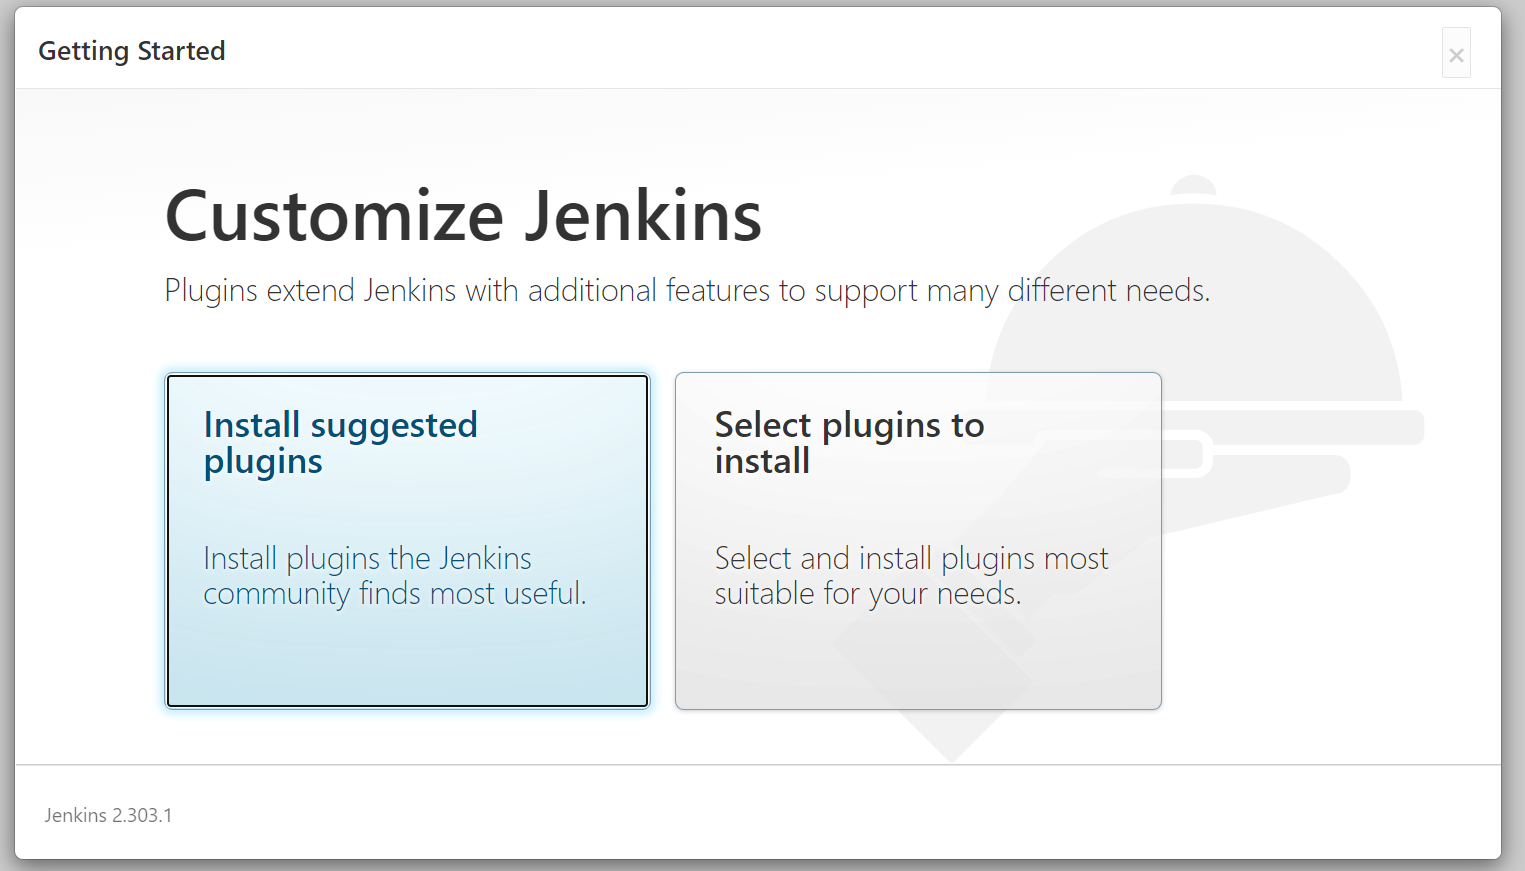 Getting Started
×
Customize Jenkins
Plugins extend Jenkins with additional features to support many different needs.
Install suggested
plugins
Install plugins the Jenkins
community finds most useful.
Select plugins to
install
Select and install plugins most
suitable for your needs.
Jenkins 2.303.1